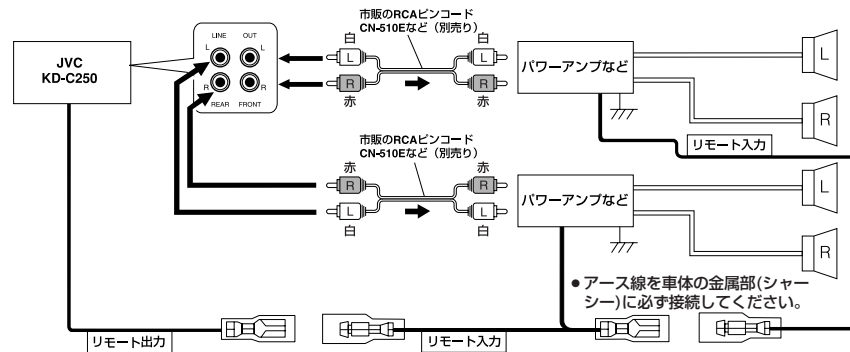 JVC
KD-C250
LINE OUT
L L
R R
REAR FRONT
市販のRCAピンコード
CN-510Eなど（別売り）
白 白
L L
R R
赤 赤
パワーアンプなど
L
R
リモート入力
市販のRCAピンコード
CN-510Eなど（別売り）
赤 赤
R R
L L
白 白
パワーアンプなど
L
R
●アース線を車体の金属部(シャー
シー)に必ず接続してください。
リモート出力
リモート入力